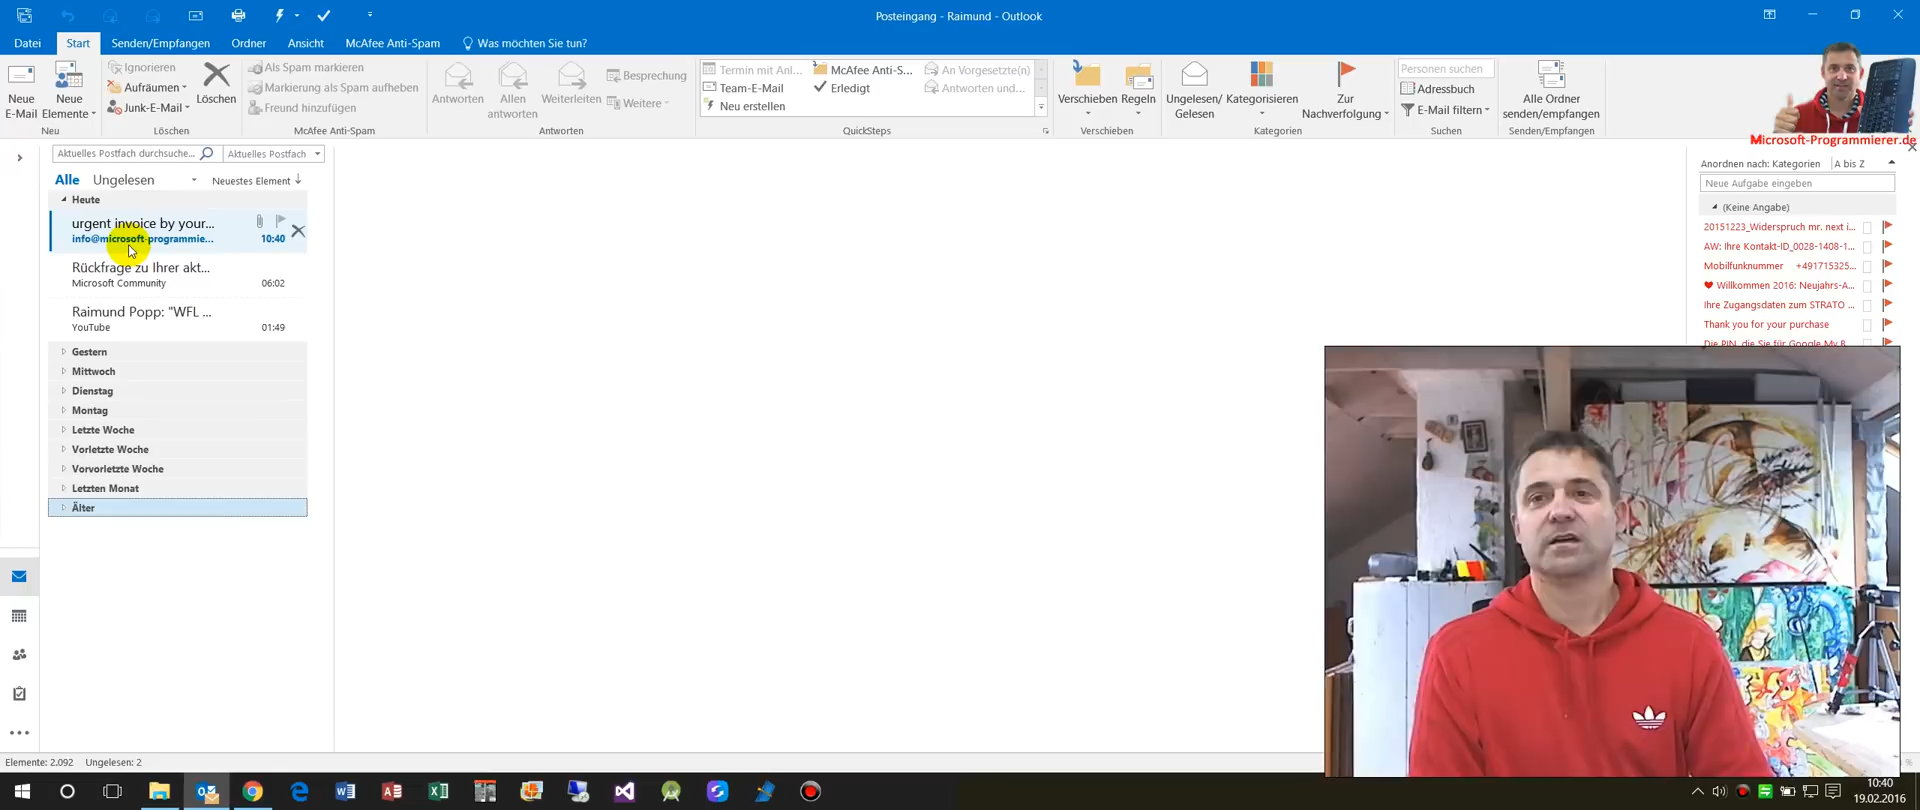 Posteingang - Raimund - Outlook
Datei Start Senden/Empfangen Ordner Ansicht McAfee Anti-Spam Was möchten Sie tun?
Neue E-Mail
Neue Elemente
Neu
Ignorieren
Aufräumen
Junk-E-Mail
Löschen
Löschen
Als Spam markieren
Markierung als Spam aufheben
Freund hinzufügen
McAfee Anti-Spam
Antworten
Allen antworten
Weiterleiten
Besprechung
Weitere
Antworten
Termin mit Anl...
Team-E-Mail
Neu erstellen
McAfee Anti-S...
Erledigt
An Vorgesetzte(n)
Antworten und...
QuickSteps
Verschieben
Regeln
Verschieben
Ungelesen/ Gelesen
Kategorisieren
Zur Nachverfolgung
Kategorien
Personen suchen
Adressbuch
E-Mail filtern
Suchen
Alle Ordner senden/empfangen
Senden/Empfangen
Microsoft-Programmierer.de
Aktuelles Postfach durchsuche... Aktuelles Postfach
Alle Ungelesen Neuestes Element
Heute
urgent invoice by your...
info@microsoft-programmie... 10:40
Rückfrage zu Ihrer akt...
Microsoft Community 06:02
Raimund Popp: "WFL ...
YouTube 01:49
Gestern
Mittwoch
Dienstag
Montag
Letzte Woche
Vorletzte Woche
Vorvorletzte Woche
Letzten Monat
Älter
Anordnen nach: Kategorien A bis Z
Neue Aufgabe eingeben
(Keine Angabe)
20151223_Widerspruch mr. next i...
AW: Ihre Kontakt-ID_0028-1408-1...
Mobilfunknummer +491715325...
Willkommen 2016: Neujahrs-A...
Ihre Zugangsdaten zum STRATO ...
Thank you for your purchase
Die PIN, die Sie für Google My B
Elemente: 2.092 Ungelesen: 2
%
10:40
19.02.2016